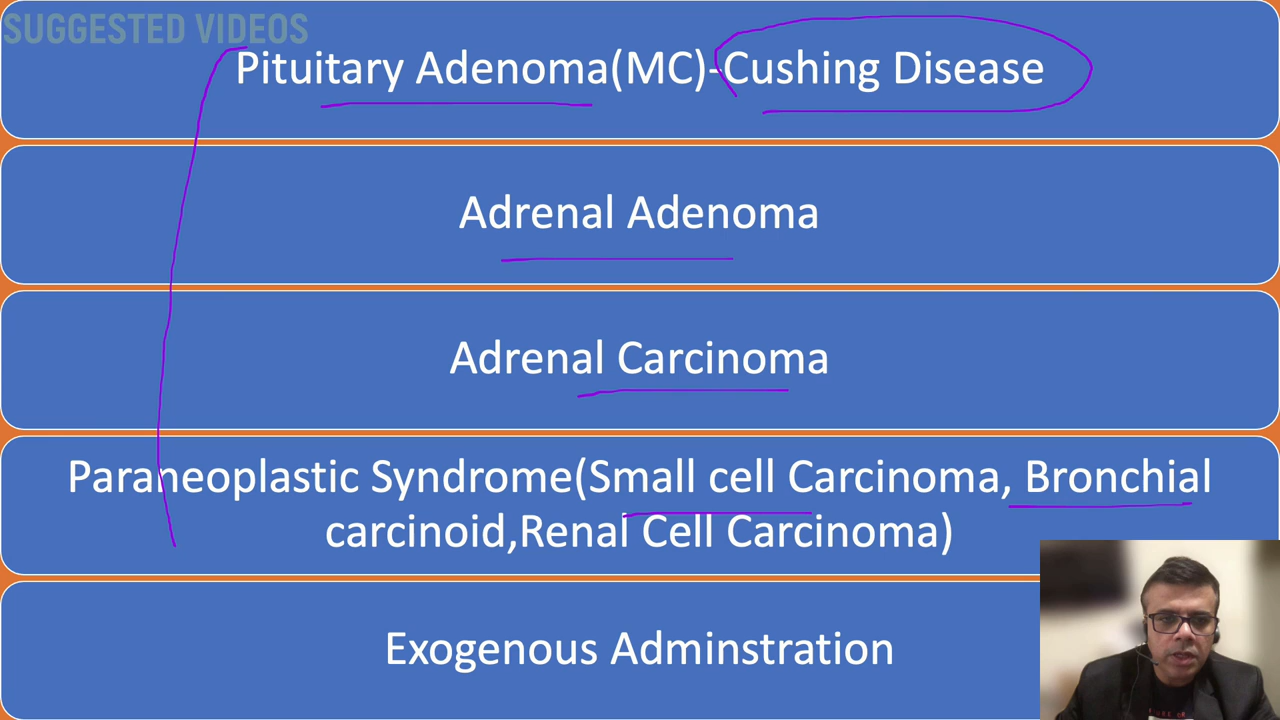 SUGGESTED VIDEOS
Pituitary Adenoma(MC)-Cushing Disease
Adrenal Adenoma
Adrenal Carcinoma
Paraneoplastic Syndrome(Small cell Carcinoma, Bronchial
carcinoid,Renal Cell Carcinoma)
Exogenous Adminstration